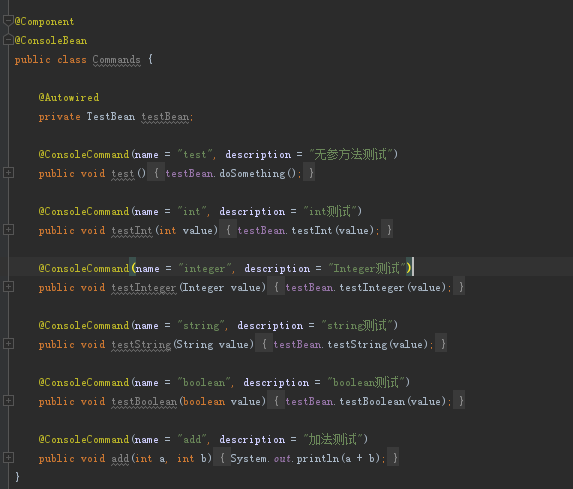 @Component
@ConsoleBean
public class Commands {
@Autowired
private TestBean testBean;
@ConsoleCommand(name = "test", description = "无参方法测试")
public void test() { testBean.doSomething(); }
@ConsoleCommand(name = "int", description = "int测试")
public void testInt(int value) { testBean.testInt(value); }
@ConsoleCommand(name = "integer", description = "Integer测试")
public void testInteger(Integer value) { testBean.testInteger(value); }
@ConsoleCommand(name = "string", description = "string测试")
public void testString(String value) { testBean.testString(value); }
@ConsoleCommand(name = "boolean", description = "boolean测试")
public void testBoolean(boolean value) { testBean.testBoolean(value); }
@ConsoleCommand(name = "add", description = "加法测试")
public void add(int a, int b) { System.out.println(a + b); }
}